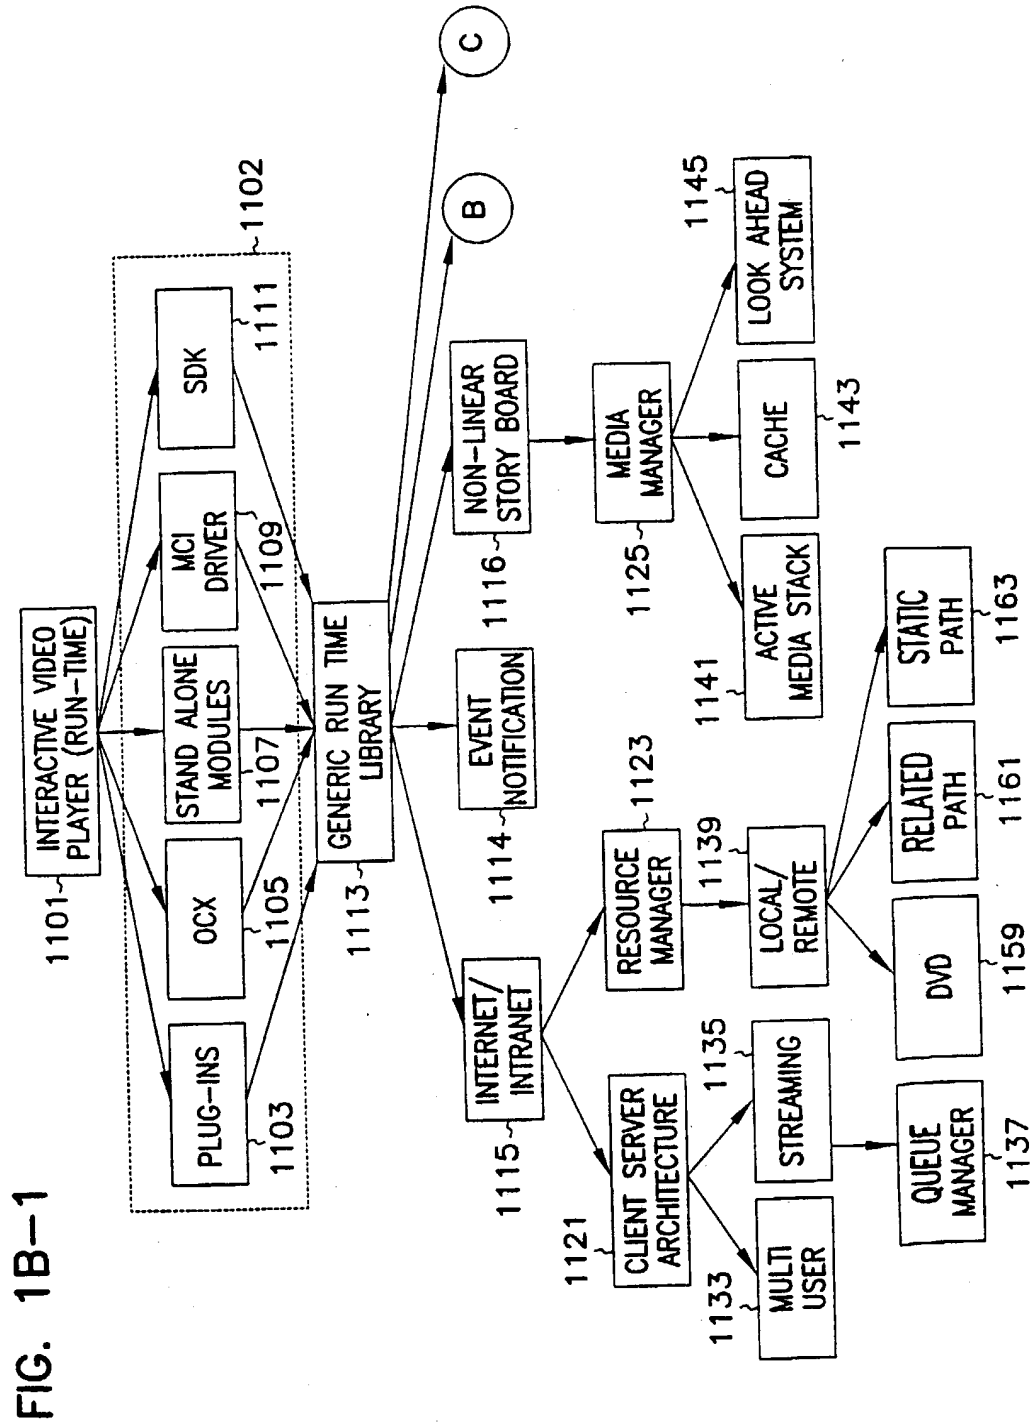 FIG. 1B-1
INTERACTIVE VIDEO
PLAYER (RUN-TIME)
1101
1102
PLUG-INS
1103
OCX
1105
STAND ALONE
MODULES
1107
MCI
DRIVER
1109
SDK
1111
GENERIC RUN TIME
LIBRARY
1113
INTERNET/
INTRANET
1115
EVENT
NOTIFICATION
1114
NON-LINEAR
STORY BOARD
1116
B
C
CLIENT SERVER
ARCHITECTURE
1121
RESOURCE
MANAGER
1123
MEDIA
MANAGER
1125
MULTI
USER
1133
STREAMING
1135
LOCAL/
REMOTE
1139
ACTIVE
MEDIA STACK
1141
CACHE
1143
LOOK AHEAD
SYSTEM
1145
QUEUE
MANAGER
1137
DVD
1159
RELATED
PATH
1161
STATIC
PATH
1163